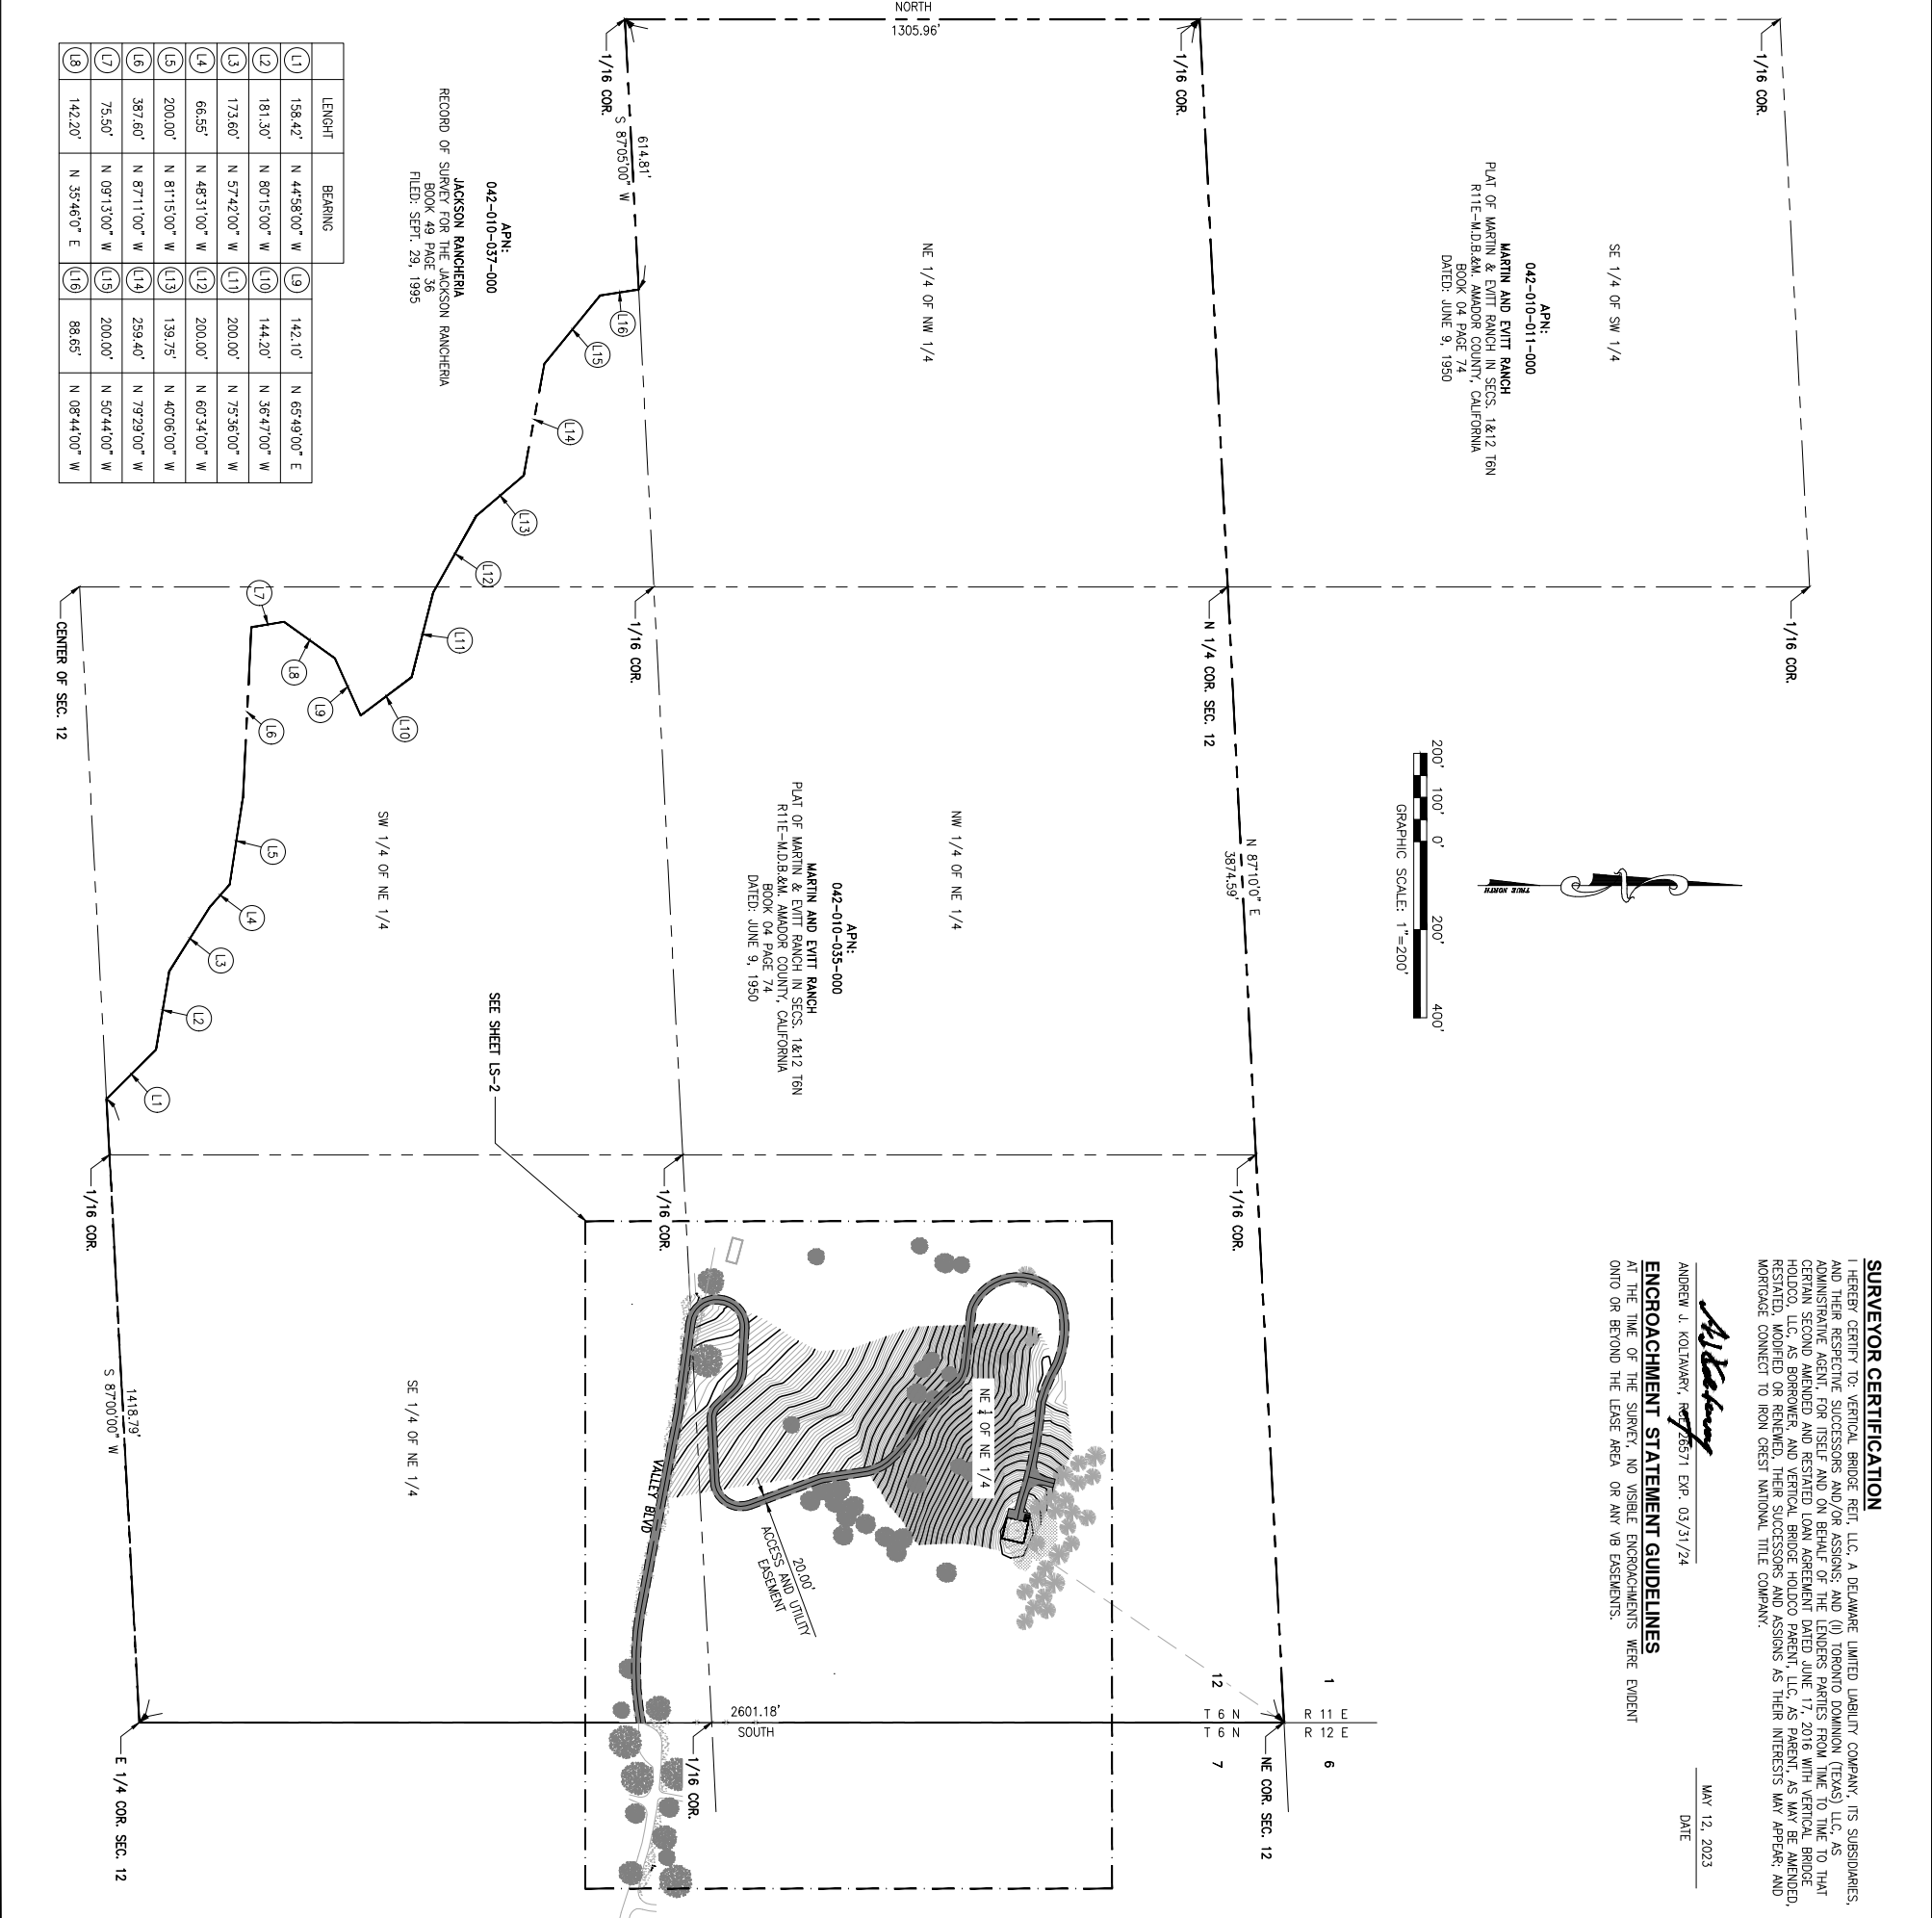 SURVEYOR CERTIFICATION
I HEREBY CERTIFY TO: VERTICAL BRIDGE REIT, LLC, A DELAWARE LIMITED LIABILITY COMPANY, ITS SUBSIDIARIES,
AND THEIR RESPECTIVE SUCCESSORS AND/OR ASSIGNS; AND (II) TORONTO DOMINION (TEXAS) LLC, AS
ADMINISTRATIVE AGENT, FOR ITSELF AND ON BEHALF OF THE LENDERS PARTIES FROM TIME TO TIME TO THAT
CERTAIN SECOND AMENDED AND RESTATED LOAN AGREEMENT DATED JUNE 17, 2016 WITH VERTICAL BRIDGE
HOLDCO, LLC, AS BORROWER, AND VERTICAL BRIDGE HOLDCO PARENT, LLC, AS PARENT, AS MAY BE AMENDED,
RESTATED, MODIFIED OR RENEWED, THEIR SUCCESSORS AND ASSIGNS AS THEIR INTERESTS MAY APPEAR; AND
MORTGAGE CONNECT TO IRON CREST NATIONAL TITLE COMPANY.
ANDREW J. KOLTAVARY, RCE 26571 EXP. 03/31/24
MAY 12, 2023
DATE
ENCROACHMENT STATEMENT GUIDELINES
AT THE TIME OF THE SURVEY, NO VISIBLE ENCROACHMENTS WERE EVIDENT
ONTO OR BEYOND THE LEASE AREA OR ANY VB EASEMENTS.
1/16 COR.
1/16 COR.
SE 1/4 OF SW 1/4
APN:
042-010-011-000
MARTIN AND EVITT RANCH
PLAT OF MARTIN & EVITT RANCH IN SECS. 1&12 T6N
R11E-M.D.B.&M. AMADOR COUNTY, CALIFORNIA
BOOK 04 PAGE 74
DATED: JUNE 9, 1950
TRUE NORTH
200' 100' 0' 200' 400'
GRAPHIC SCALE: 1"=200'
1/16 COR.
N 1/4 COR. SEC. 12
N 87°10'0" E
3874.59'
1/16 COR.
1 R 11 E
12 T 6 N
R 12 E 6
T 6 N 7
NE COR. SEC. 12
NORTH
1305.96'
NE 1/4 OF NW 1/4
NW 1/4 OF NE 1/4
NE 1/4 OF NE 1/4
APN:
042-010-035-000
MARTIN AND EVITT RANCH
PLAT OF MARTIN & EVITT RANCH IN SECS. 1&12 T6N
R11E-M.D.B.&M. AMADOR COUNTY, CALIFORNIA
BOOK 04 PAGE 74
DATED: JUNE 9, 1950
20.00'
ACCESS AND UTILITY
EASEMENT
VALLEY BLVD
2601.18'
SOUTH
1/16 COR.
614.81'
S 87°05'00" W
1/16 COR.
1/16 COR.
1/16 COR.
SEE SHEET LS-2
APN:
042-010-037-000
JACKSON RANCHERIA
RECORD OF SURVEY FOR THE JACKSON RANCHERIA
BOOK 49 PAGE 36
FILED: SEPT. 29, 1995
L16
L15
L14
L13
L12
L11
L10
L9
L8
L7
L6
L5
L4
L3
L2
L1
SW 1/4 OF NE 1/4
SE 1/4 OF NE 1/4
CENTER OF SEC. 12
1/16 COR.
1418.79'
S 87°00'00" W
E 1/4 COR. SEC. 12
LENGHT BEARING
L1 158.42' N 44°58'00" W L9 142.10' N 65°49'00" E
L2 181.30' N 80°15'00" W L10 144.20' N 36°47'00" W
L3 173.60' N 57°42'00" W L11 200.00' N 75°36'00" W
L4 66.55' N 48°31'00" W L12 200.00' N 60°34'00" W
L5 200.00' N 81°15'00" W L13 139.75' N 40°06'00" W
L6 387.60' N 87°11'00" W L14 259.40' N 79°29'00" W
L7 75.50' N 09°13'00" W L15 200.00' N 50°44'00" W
L8 142.20' N 35°46'0" E L16 88.65' N 08°44'00" W